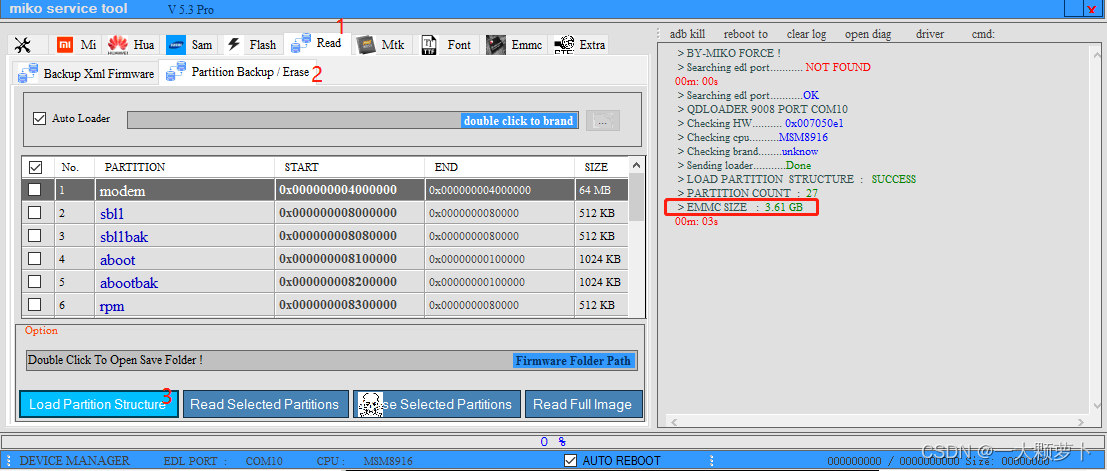 miko service tool V 5.3 Pro X
1
Mi Hua Sam Flash Read Mtk Font Emmc Extra
Backup Xml Firmware Partition Backup / Erase 2
Auto Loader double click to brand ...
No. PARTITION START END SIZE
1 modem 0x000000004000000 0x000000004000000 64 MB
2 sbl1 0x000000008000000 0x0000000080000 512 KB
3 sbl1bak 0x000000008080000 0x0000000080000 512 KB
4 aboot 0x000000008100000 0x0000000100000 1024 KB
5 abootbak 0x000000008200000 0x0000000100000 1024 KB
6 rpm 0x000000008300000 0x0000000080000 512 KB
Option
Double Click To Open Save Folder ! Firmware Folder Path
Load Partition Structure 3 Read Selected Partitions se Selected Partitions Read Full Image
adb kill reboot to clear log open diag driver cmd:
> BY-MIKO FORCE !
> Searching edl port........... NOT FOUND
00m: 00s
> Searching edl port...........OK
> QDLOADER 9008 PORT COM10
> Checking HW.......... 0x007050e1
> Checking cpu..........MSM8916
> Checking brand........unknow
> Sending loader...........Done
> LOAD PARTITION STRUCTURE : SUCCESS
> PARTITION COUNT : 27
> EMMC SIZE : 3.61 GB
00m: 03s
0 %
DEVICE MANAGER EDL PORT : COM10 CPU : MSM8916 AUTO REBOOT 000000000 / 0000000000 Size: 00000000
CSDN @一大颗萝卜